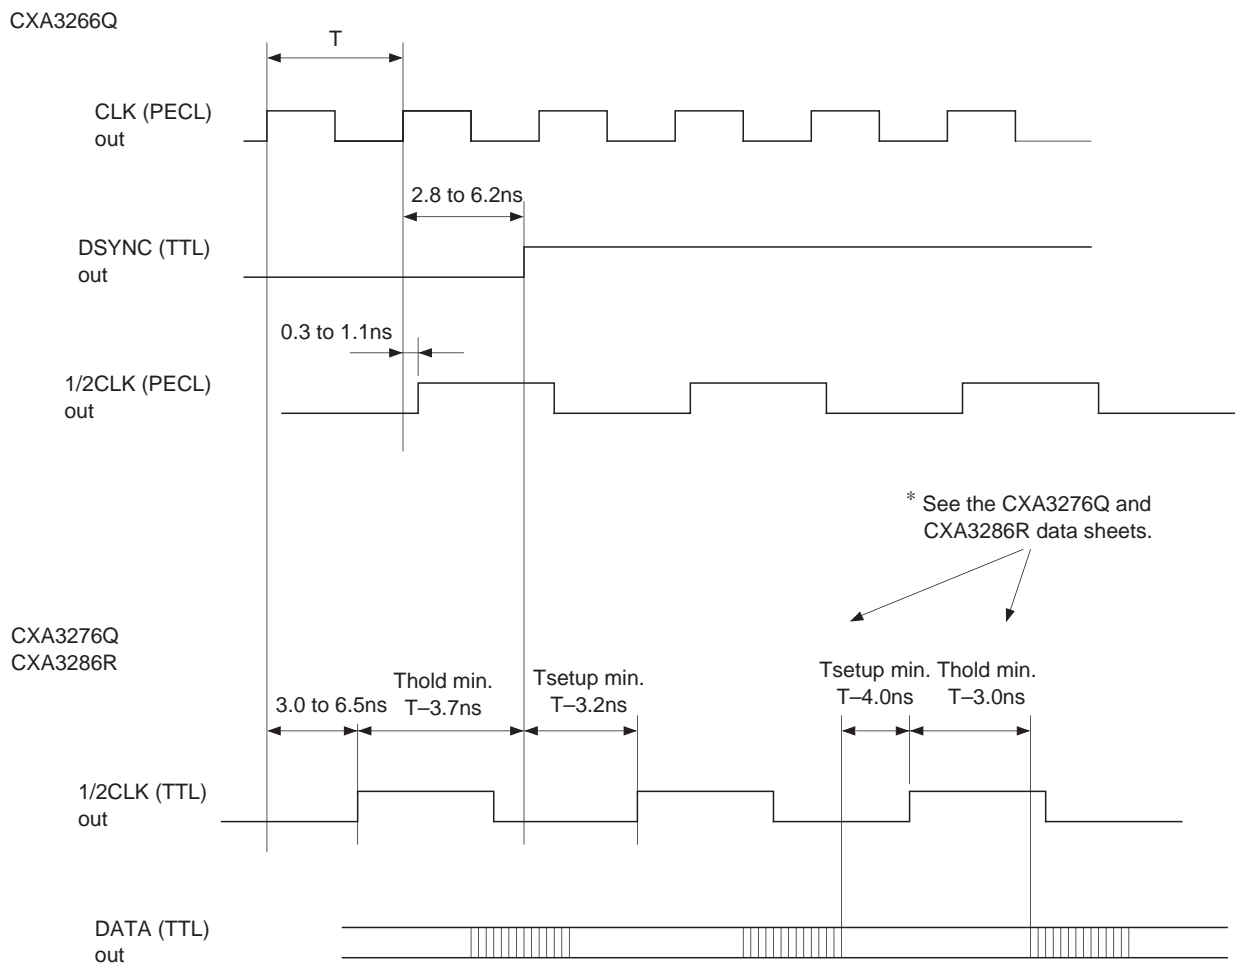 CXA3266Q
T
CLK (PECL)
out
2.8 to 6.2ns
DSYNC (TTL)
out
0.3 to 1.1ns
1/2CLK (PECL)
out
* See the CXA3276Q and
CXA3286R data sheets.
CXA3276Q
CXA3286R
3.0 to 6.5ns
Thold min.
T–3.7ns
Tsetup min.
T–3.2ns
Tsetup min.
T–4.0ns
Thold min.
T–3.0ns
1/2CLK (TTL)
out
DATA (TTL)
out